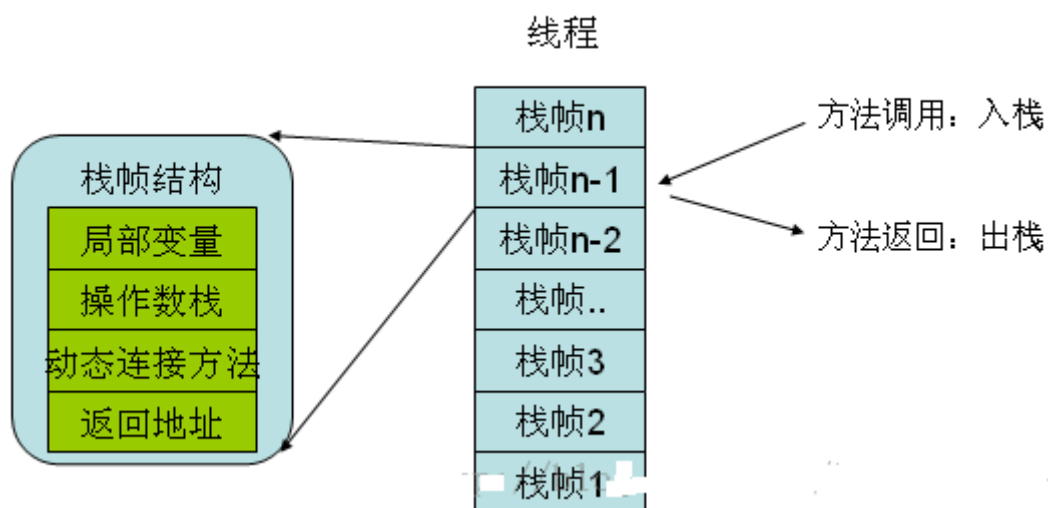 线程
栈帧n
方法调用：入栈
栈帧结构
栈帧n-1
局部变量
栈帧n-2
方法返回：出栈
操作数栈
栈帧..
动态连接方法
栈帧3
返回地址
栈帧2
栈帧1